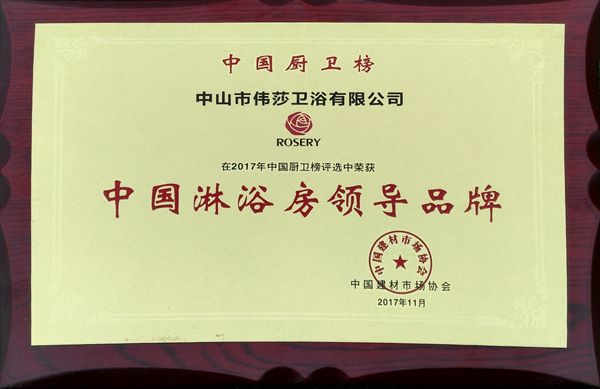 中国厨卫榜
中山市伟莎卫浴有限公司
ROSERY
在2017年中国厨卫榜评选中荣获
中国淋浴房领导品牌
中国建材市场协会
中国建材市场协会
2017年11月